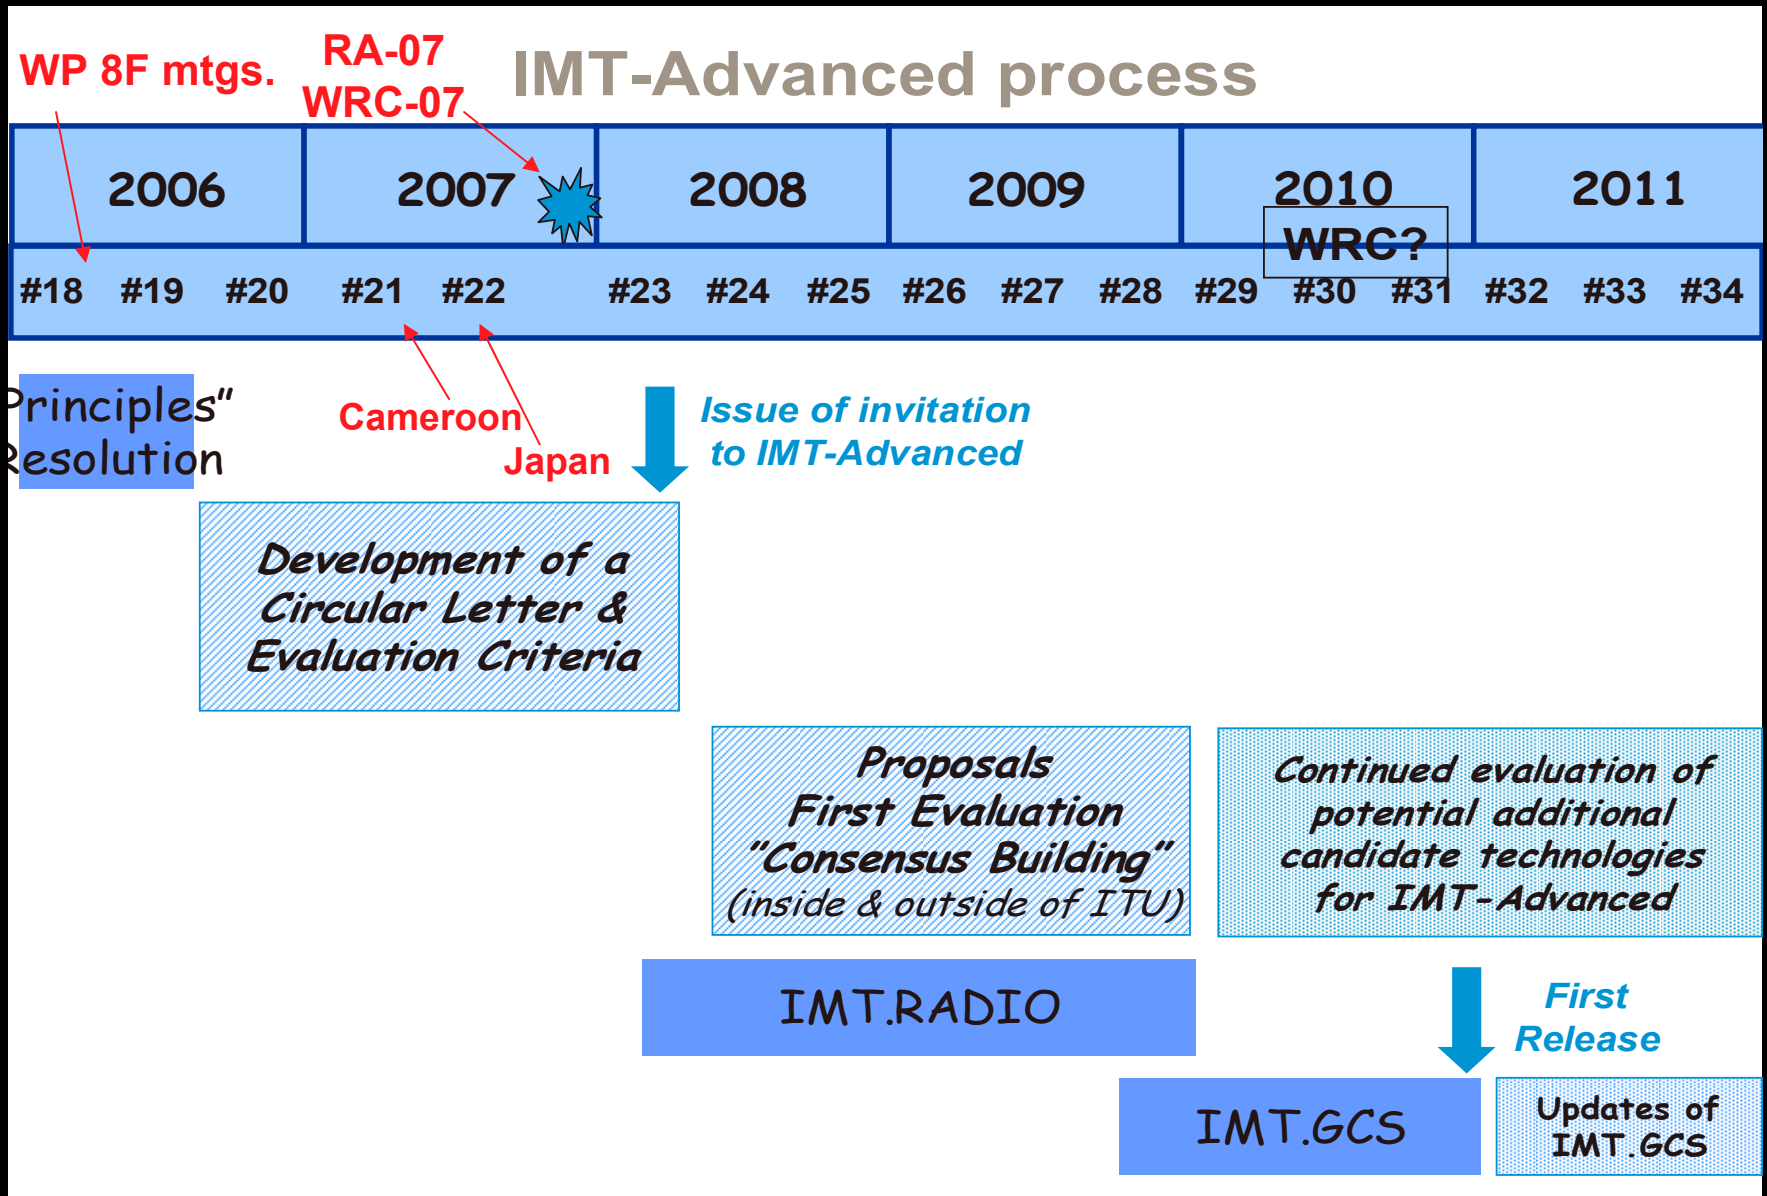 WP 8F mtgs.
RA-07
WRC-07
IMT-Advanced process
2006 2007 2008 2009 2010 2011
WRC?
#18 #19 #20 #21 #22 #23 #24 #25 #26 #27 #28 #29 #30 #31 #32 #33 #34
Principles"
Resolution
Cameroon
Japan
Issue of invitation
to IMT-Advanced
Development of a
Circular Letter &
Evaluation Criteria
Proposals
First Evaluation
"Consensus Building"
(inside & outside of ITU)
Continued evaluation of
potential additional
candidate technologies
for IMT-Advanced
IMT.RADIO
First
Release
IMT.GCS
Updates of
IMT.GCS